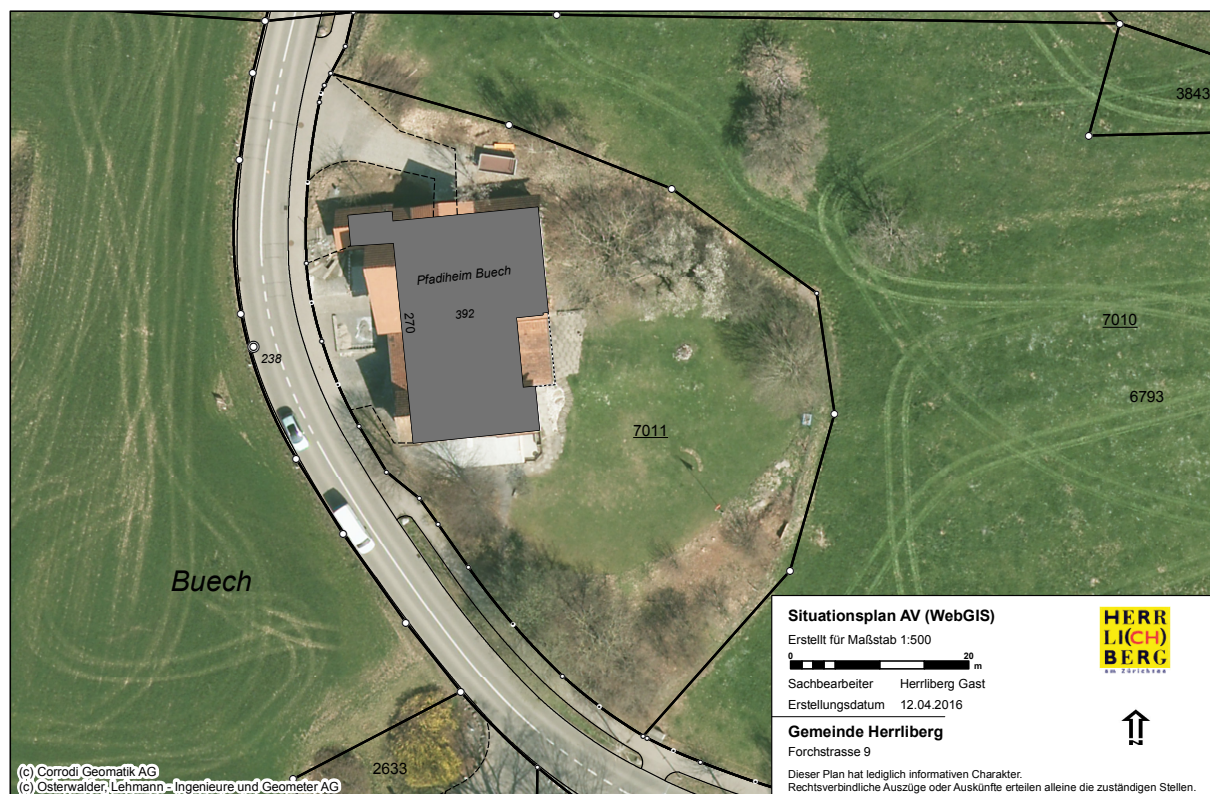 3843
Pfadiheim Buech
392
270
7010
238
6793
7011
Buech
2633
(c) Corrodi Geomatik AG
(c) Osterwalder, Lehmann - Ingenieure und Geometer AG
Situationsplan AV (WebGIS)
Erstellt für Maßstab 1:500
0 20 m
Sachbearbeiter Herrliberg Gast
Erstellungsdatum 12.04.2016
Gemeinde Herrliberg
Forchstrasse 9
Dieser Plan hat lediglich informativen Charakter.
Rechtsverbindliche Auszüge oder Auskünfte erteilen alleine die zuständigen Stellen.
HERR
LI(CH)
BERG
am Zürichsee
N